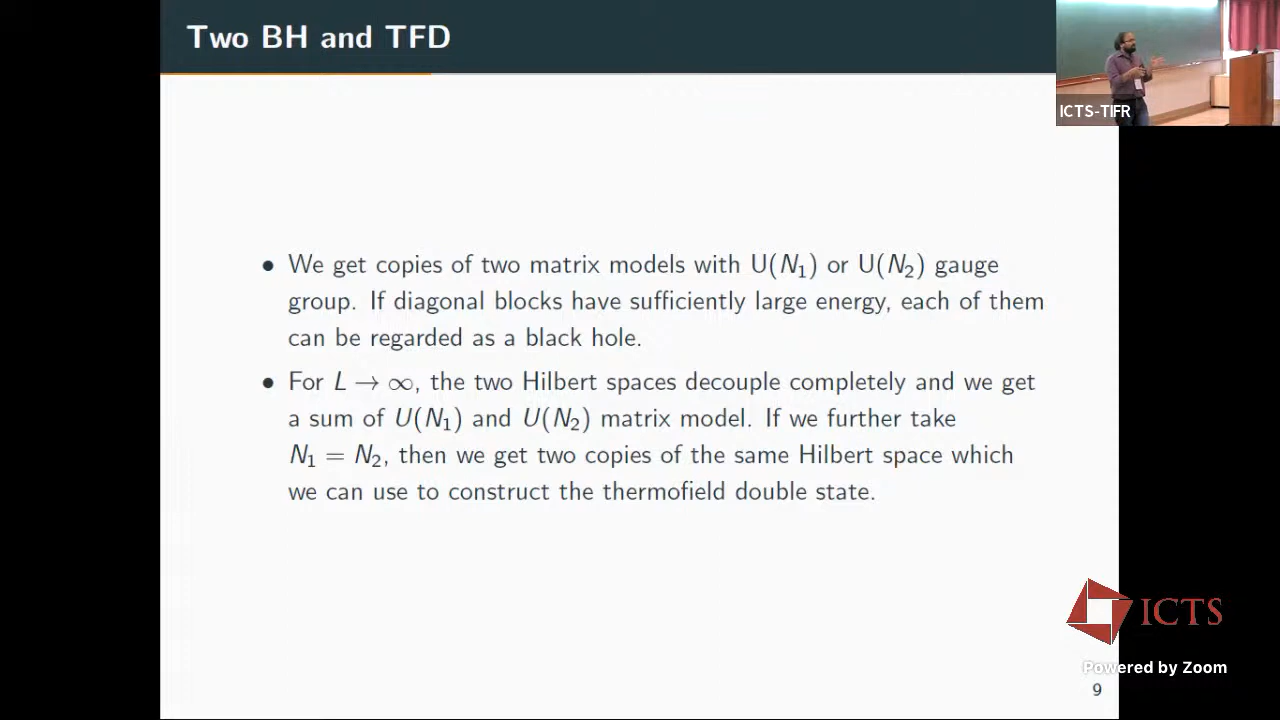 Two BH and TFD
ICTS-TIFR
• We get copies of two matrix models with U(N₁) or U(N₂) gauge
group. If diagonal blocks have sufficiently large energy, each of them
can be regarded as a black hole.
• For L → ∞, the two Hilbert spaces decouple completely and we get
a sum of U(N₁) and U(N₂) matrix model. If we further take
N₁ = N₂, then we get two copies of the same Hilbert space which
we can use to construct the thermofield double state.
ICTS
Powered by Zoom
9